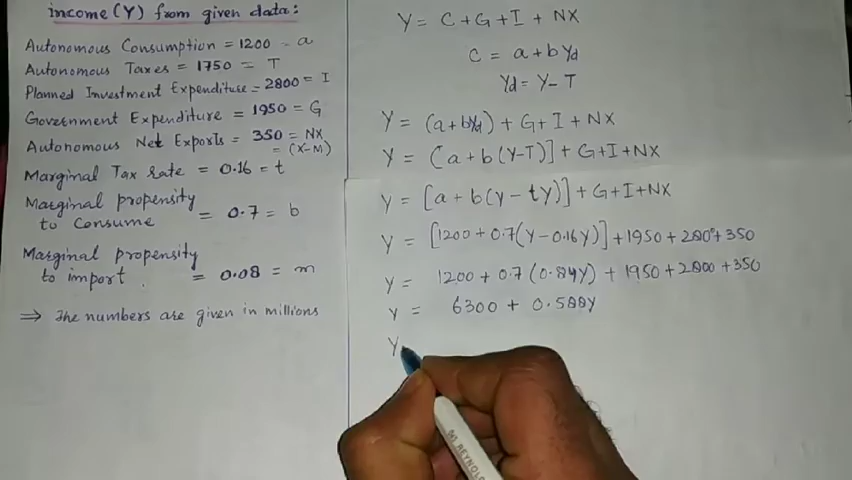 income (Y) from given data:
Autonomous Consumption = 1200 - a
Autonomous Taxes = 1750 = T
Planned Investment Expenditure = 2800 = I
Government Expenditure = 1950 = G
Autonomous Net Exports = 350 = NX
= (X-M)
Marginal Tax rate = 0.16 = t
Marginal propensity
to Consume = 0.7 = b
Marginal propensity
to import . = 0.08 = m
⇒ The numbers are given in millions
Y = C + G + I + NX
C = a + b Yd
Yd = Y - T
Y = (a + bYd) + G + I + NX
Y = (a + b (Y-T)] + G + I + NX
Y = [a + b (Y - tY)] + G + I + NX
Y = [1200 + 0.7 (Y - 0.16Y)] + 1950 + 2800 + 350
Y = 1200 + 0.7 (0.84Y) + 1950 + 2800 + 350
Y = 6300 + 0.588Y
Y
REYNOL